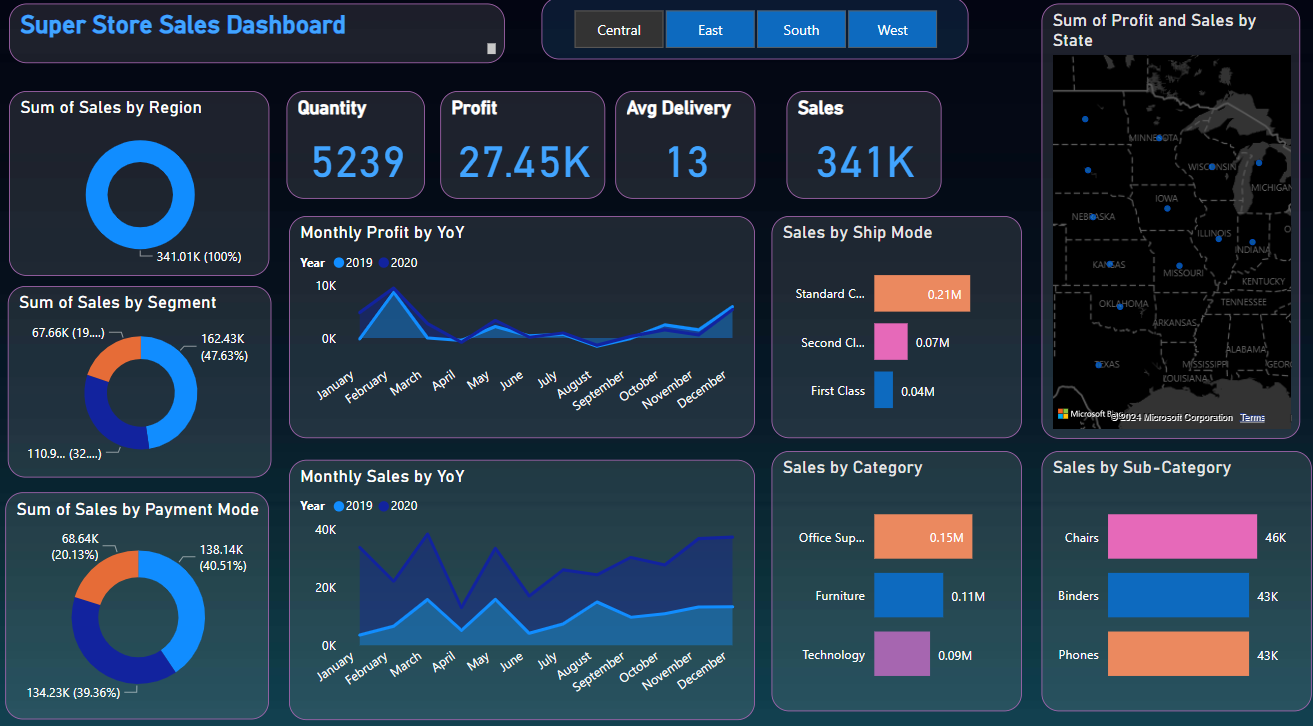 Super Store Sales Dashboard
Central
East
South
West
Sum of Profit and Sales by
State
MINNESOTA
WISCONSIN
MICHIGAN
IOWA
NEBRASKA
ILLINOIS
INDIANA
KANSAS
MISSOURI
KENTUCKY
OKLAHOMA
TENNESSEE
ARKANSAS
ALABAMA
TEXAS
MISSISSIPPI
GEOR
LOUISIANA
Microsoft
©2024 Microsoft Corporation Terms
Sum of Sales by Region
341.01K (100%)
Quantity
5239
Profit
27.45K
Avg Delivery
13
Sales
341K
Sum of Sales by Segment
67.66K (19....)
162.43K
(47.63%)
110.9... (32....)
Monthly Profit by YoY
Year 2019 2020
10K
0K
January
February
March
April
May
June
July
August
September
October
November
December
Sales by Ship Mode
Standard C... 0.21M
Second Cl... 0.07M
First Class 0.04M
Sum of Sales by Payment Mode
68.64K
(20.13%)
138.14K
(40.51%)
134.23K (39.36%)
Monthly Sales by YoY
Year 2019 2020
40K
20K
0K
January
February
March
April
May
June
July
August
September
October
November
December
Sales by Category
Office Sup... 0.15M
Furniture 0.11M
Technology 0.09M
Sales by Sub-Category
Chairs 46K
Binders 43K
Phones 43K